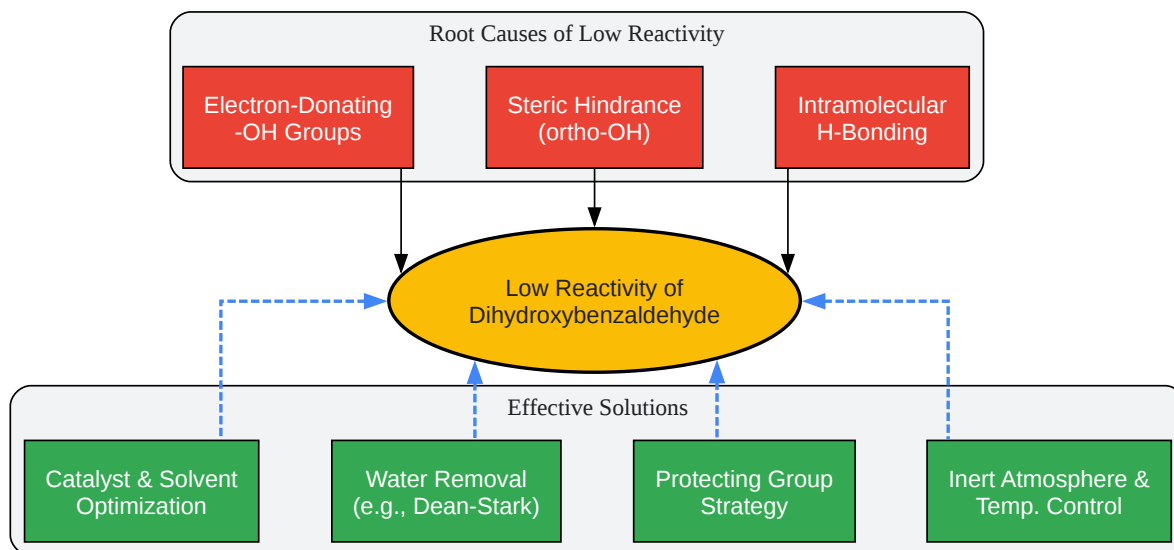 Root Causes of Low Reactivity
Electron-Donating
-OH Groups
Steric Hindrance
(ortho-OH)
Intramolecular
H-Bonding
Low Reactivity of
Dihydroxybenzaldehyde
Effective Solutions
Catalyst & Solvent
Optimization
Water Removal
(e.g., Dean-Stark)
Protecting Group
Strategy
Inert Atmosphere &
Temp. Control